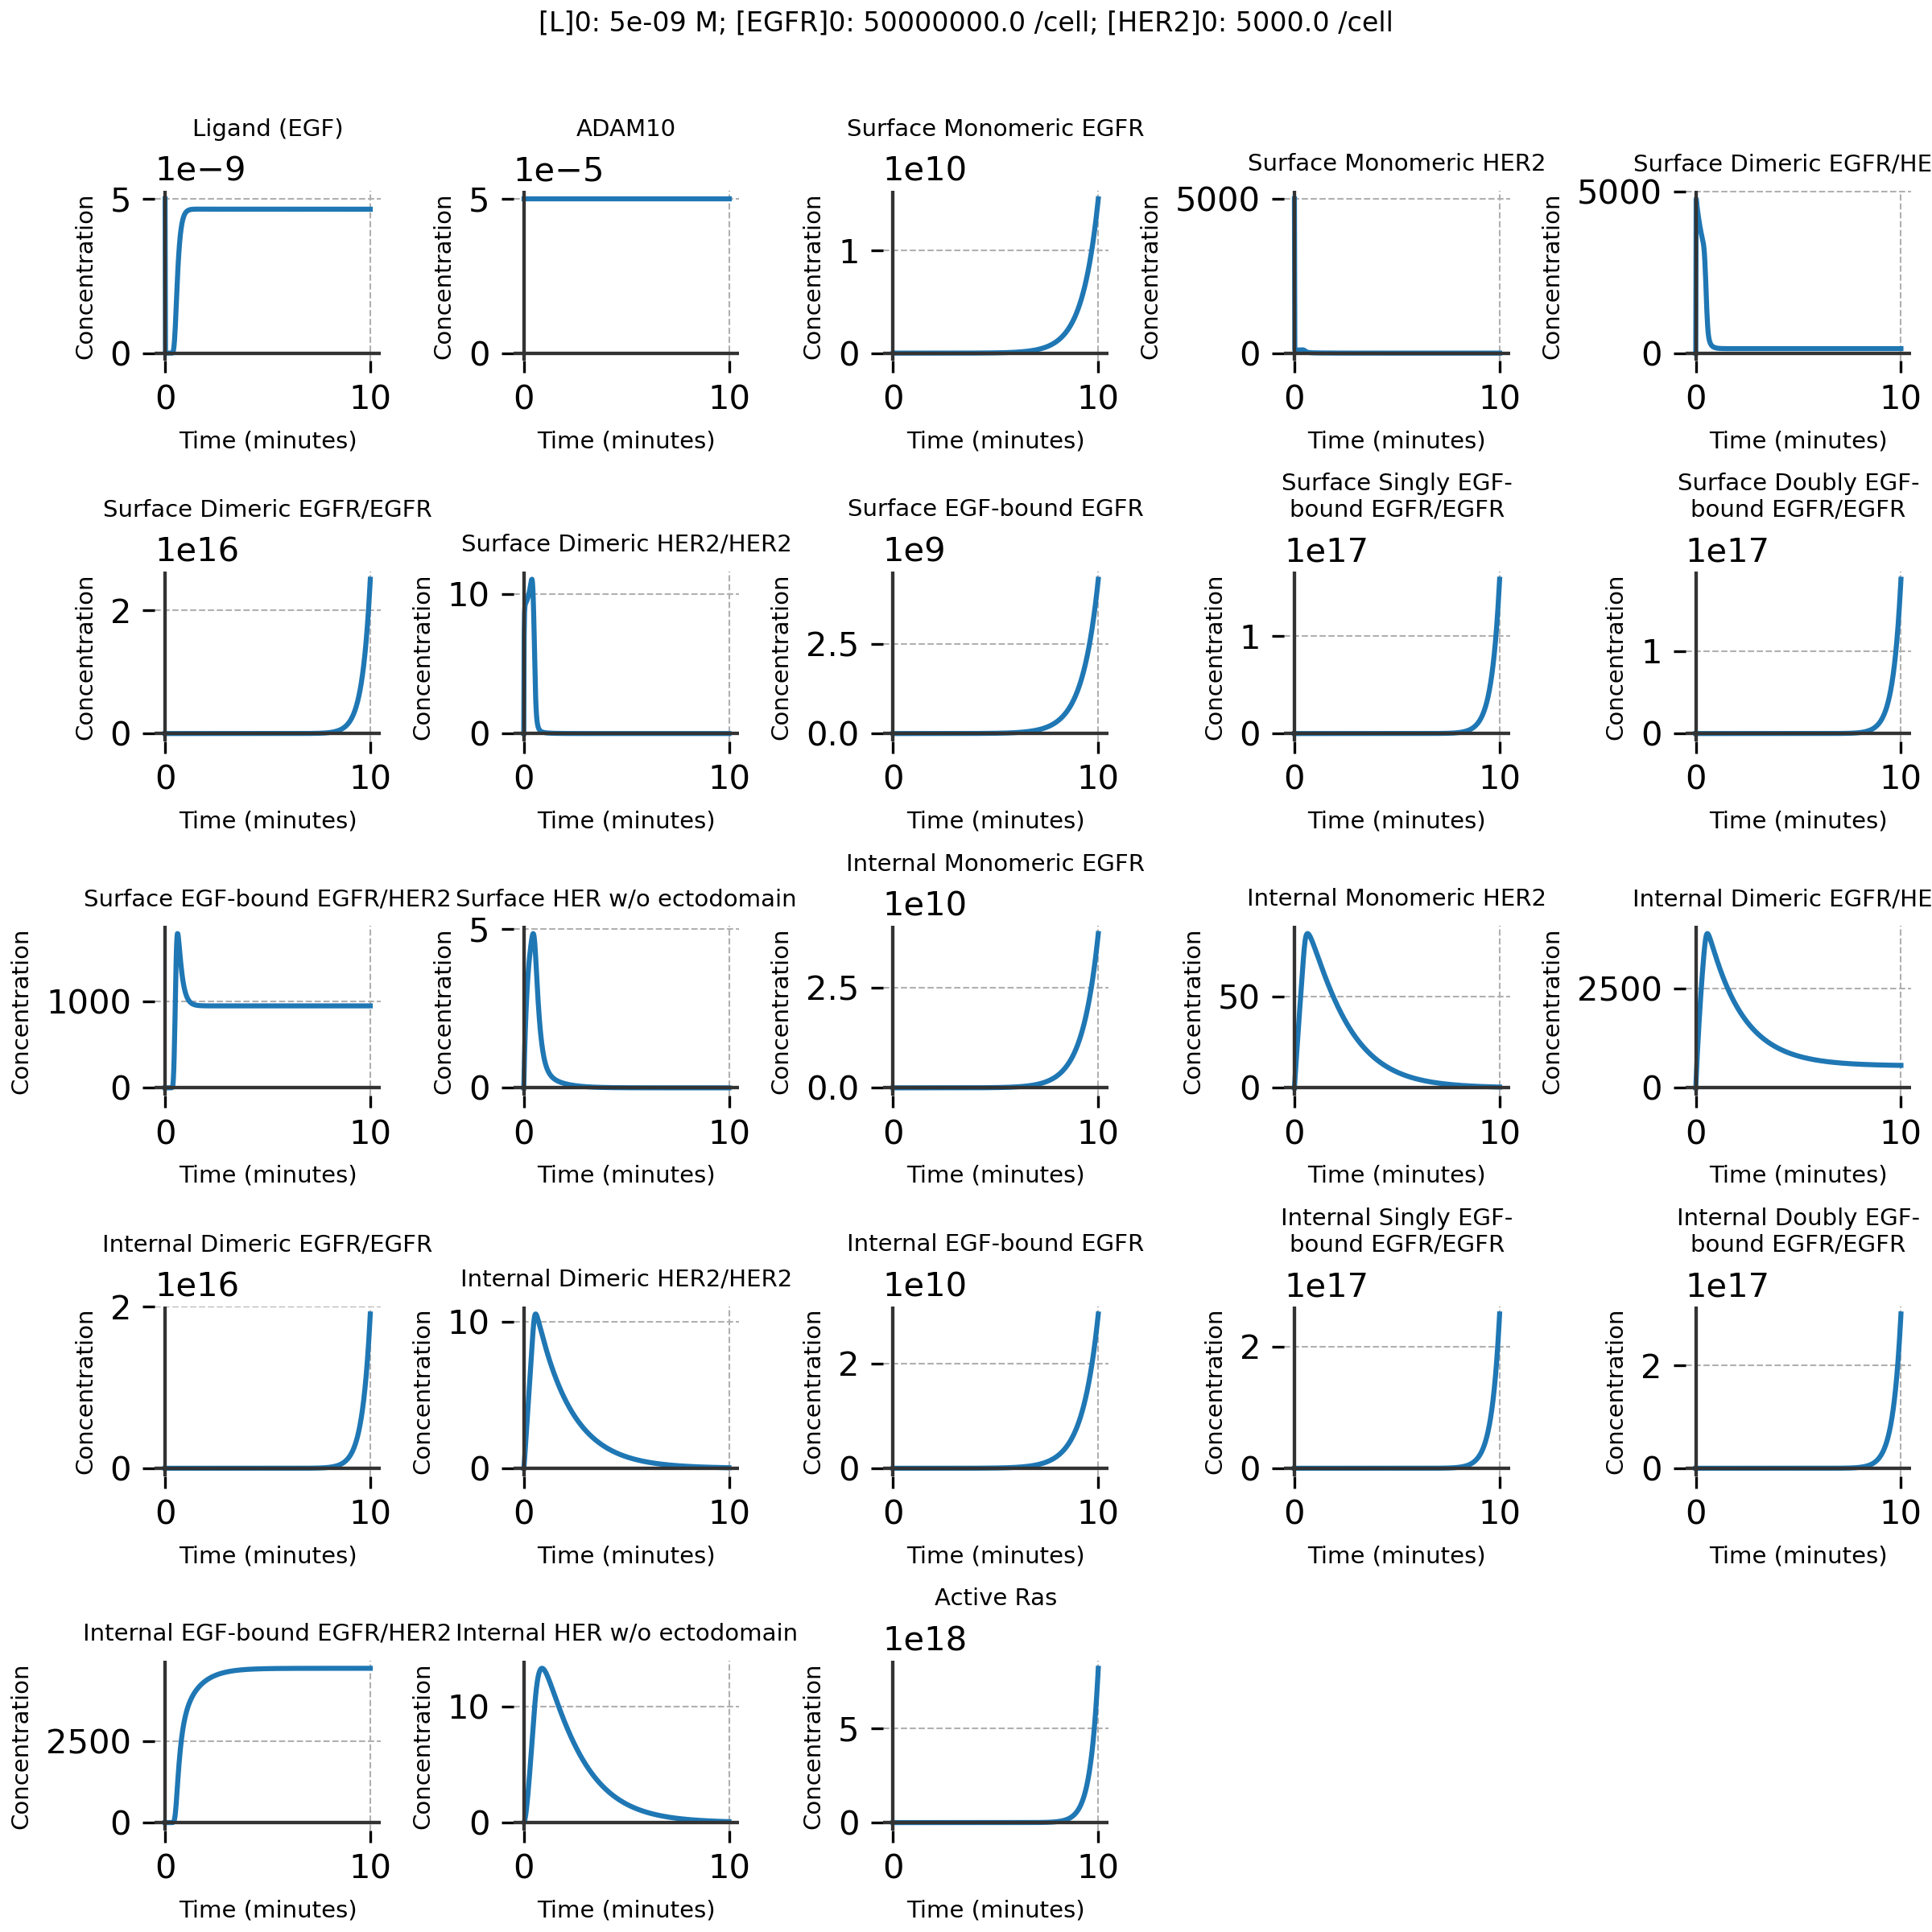 [L]0: 5e-09 M; [EGFR]0: 50000000.0 /cell; [HER2]0: 5000.0 /cell
Ligand (EGF)
1e−9
Concentration
5
0
0
10
Time (minutes)
ADAM10
1e−5
Concentration
5
0
0
10
Time (minutes)
Surface Monomeric EGFR
1e10
Concentration
1
0
0
10
Time (minutes)
Surface Monomeric HER2
Concentration
5000
0
0
10
Time (minutes)
Surface Dimeric EGFR/HE
Concentration
5000
0
0
10
Time (minutes)
Surface Dimeric EGFR/EGFR
1e16
Concentration
2
0
0
10
Time (minutes)
Surface Dimeric HER2/HER2
Concentration
10
0
0
10
Time (minutes)
Surface EGF-bound EGFR
1e9
Concentration
2.5
0.0
0
10
Time (minutes)
Surface Singly EGF-
bound EGFR/EGFR
1e17
Concentration
1
0
0
10
Time (minutes)
Surface Doubly EGF-
bound EGFR/EGFR
1e17
Concentration
1
0
0
10
Time (minutes)
Surface EGF-bound EGFR/HER2
Concentration
1000
0
0
10
Time (minutes)
Surface HER w/o ectodomain
Concentration
5
0
0
10
Time (minutes)
Internal Monomeric EGFR
1e10
Concentration
2.5
0.0
0
10
Time (minutes)
Internal Monomeric HER2
Concentration
50
0
0
10
Time (minutes)
Internal Dimeric EGFR/HE
Concentration
2500
0
0
10
Time (minutes)
Internal Dimeric EGFR/EGFR
1e16
Concentration
2
0
0
10
Time (minutes)
Internal Dimeric HER2/HER2
Concentration
10
0
0
10
Time (minutes)
Internal EGF-bound EGFR
1e10
Concentration
2
0
0
10
Time (minutes)
Internal Singly EGF-
bound EGFR/EGFR
1e17
Concentration
2
0
0
10
Time (minutes)
Internal Doubly EGF-
bound EGFR/EGFR
1e17
Concentration
2
0
0
10
Time (minutes)
Internal EGF-bound EGFR/HER2
Concentration
2500
0
0
10
Time (minutes)
Internal HER w/o ectodomain
Concentration
10
0
0
10
Time (minutes)
Active Ras
1e18
Concentration
5
0
0
10
Time (minutes)